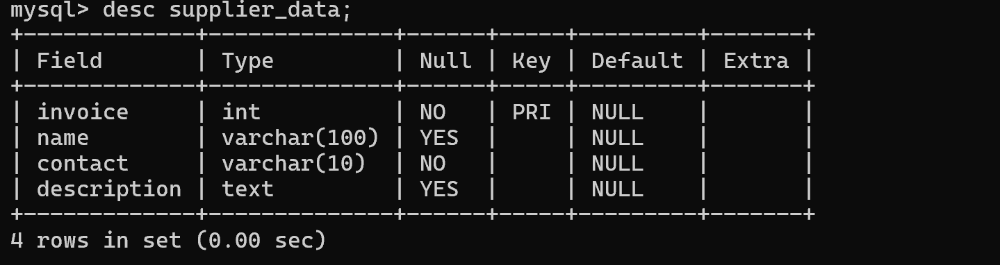 mysql> desc supplier_data;
+-------------+--------------+------+-----+---------+-------+
| Field       | Type         | Null | Key | Default | Extra |
+-------------+--------------+------+-----+---------+-------+
| invoice     | int          | NO   | PRI | NULL    |       |
| name        | varchar(100) | YES  |     | NULL    |       |
| contact     | varchar(10)  | NO   |     | NULL    |       |
| description | text         | YES  |     | NULL    |       |
+-------------+--------------+------+-----+---------+-------+
4 rows in set (0.00 sec)